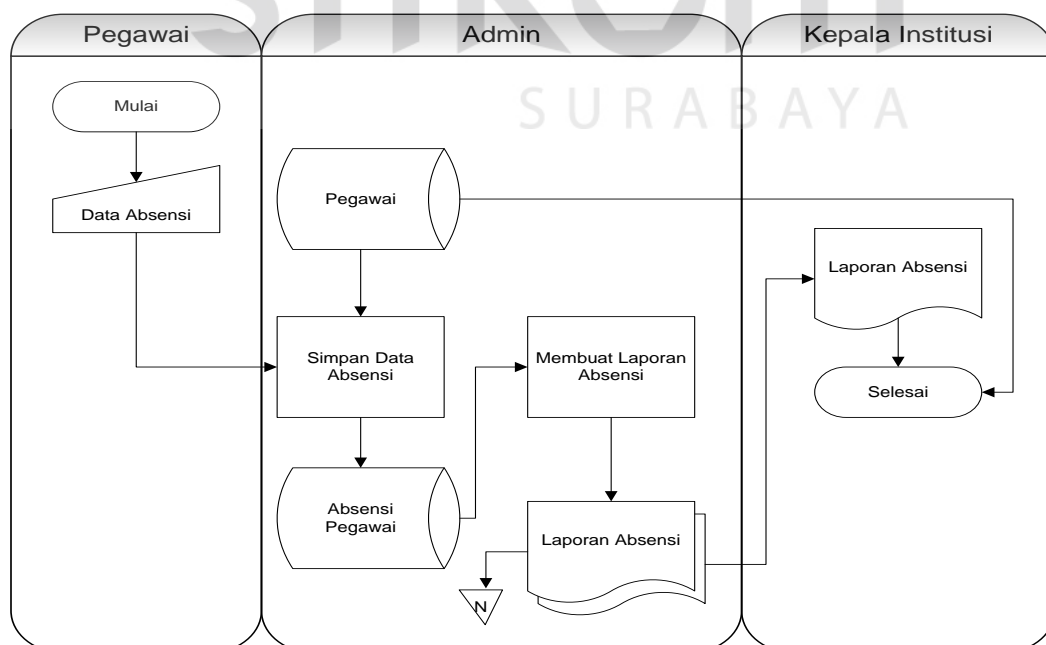 Pegawai
Admin
Kepala Institusi
SURABAYA
Mulai
Data Absensi
Pegawai
Laporan Absensi
Simpan Data
Absensi
Membuat Laporan
Absensi
Selesai
Absensi
Pegawai
Laporan Absensi
N